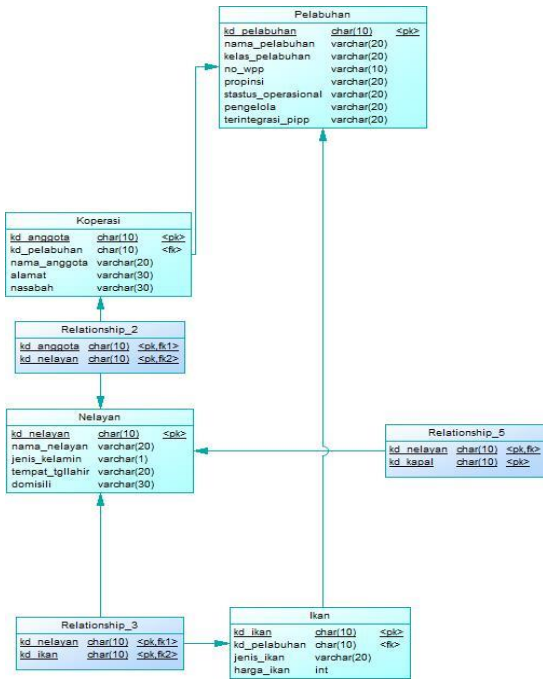 Pelabuhan
kd_pelabuhan char(10) <pk>
nama_pelabuhan varchar(20)
kelas_pelabuhan varchar(20)
no_wpp varchar(10)
propinsi varchar(20)
stastus_operasional varchar(20)
pengelola varchar(20)
terintegrasi_pipp varchar(20)
Koperasi
kd_anggota char(10) <pk>
kd_pelabuhan char(10) <fk>
nama_anggota varchar(20)
alamat varchar(30)
nasabah varchar(30)
Relationship_2
kd_anggota char(10) <pk,fk1>
kd_nelayan char(10) <pk,fk2>
Nelayan
kd_nelayan char(10) <pk>
nama_nelayan varchar(20)
jenis_kelamin varchar(1)
tempat_tgllahir varchar(20)
domisili varchar(30)
Relationship_5
kd_nelayan char(10) <pk,fk>
kd_kapal char(10) <pk>
Relationship_3
kd_nelayan char(10) <pk,fk1>
kd_ikan char(10) <pk,fk2>
Ikan
kd_ikan char(10) <pk>
kd_pelabuhan char(10) <fk>
jenis_ikan varchar(20)
harga_ikan int